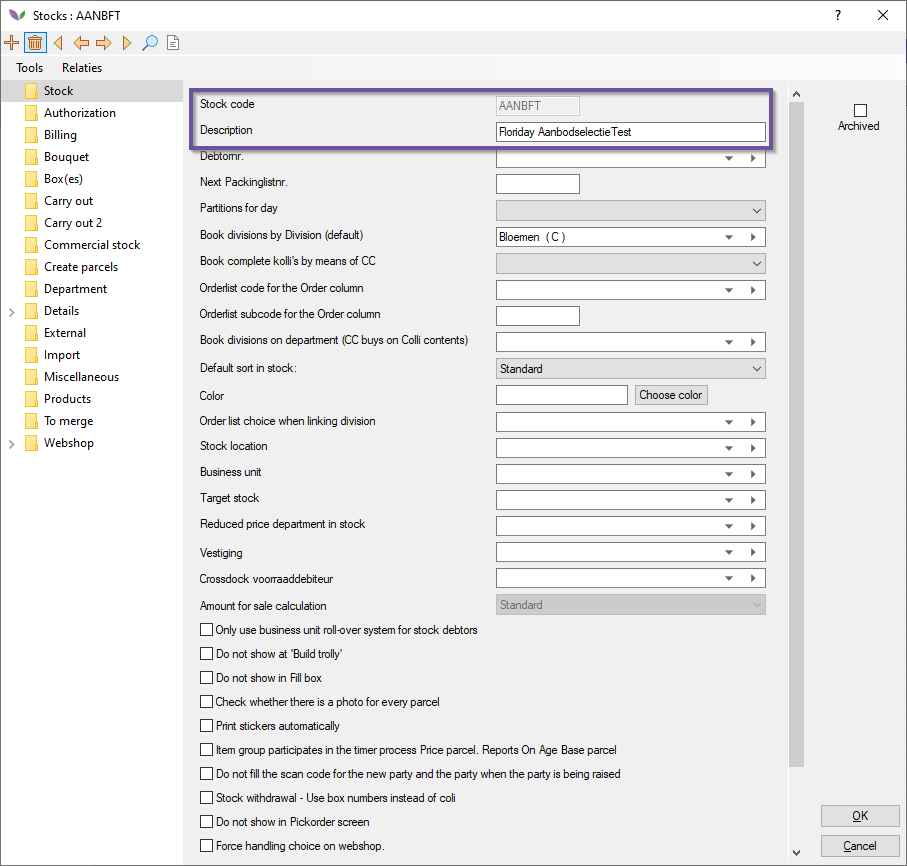 Stocks : AANBFT
?
Tools Relaties
Stock
Authorization
Billing
Bouquet
Box(es)
Carry out
Carry out 2
Commercial stock
Create parcels
Department
Details
External
Import
Miscellaneous
Products
To merge
Webshop
Stock code AANBFT
Description Floriday AanbodselectieTest
Debtornr.
Next Packinglistnr.
Partitions for day
Book divisions by Division (default) Bloemen ( C )
Book complete kolli's by means of CC
Orderlist code for the Order column
Orderlist subcode for the Order column
Book divisions on department (CC buys on Colli contents)
Default sort in stock: Standard
Color Choose color
Order list choice when linking division
Stock location
Business unit
Target stock
Reduced price department in stock
Vestiging
Crossdock voorraaddebiteur
Amount for sale calculation Standard
Only use business unit roll-over system for stock debtors
Do not show at 'Build trolly'
Do not show in Fill box
Check whether there is a photo for every parcel
Print stickers automatically
Item group participates in the timer process Price parcel. Reports On Age Base parcel
Do not fill the scan code for the new party and the party when the party is being raised
Stock withdrawal - Use box numbers instead of coli
Do not show in Pickorder screen
Force handling choice on webshop.
Archived
OK
Cancel